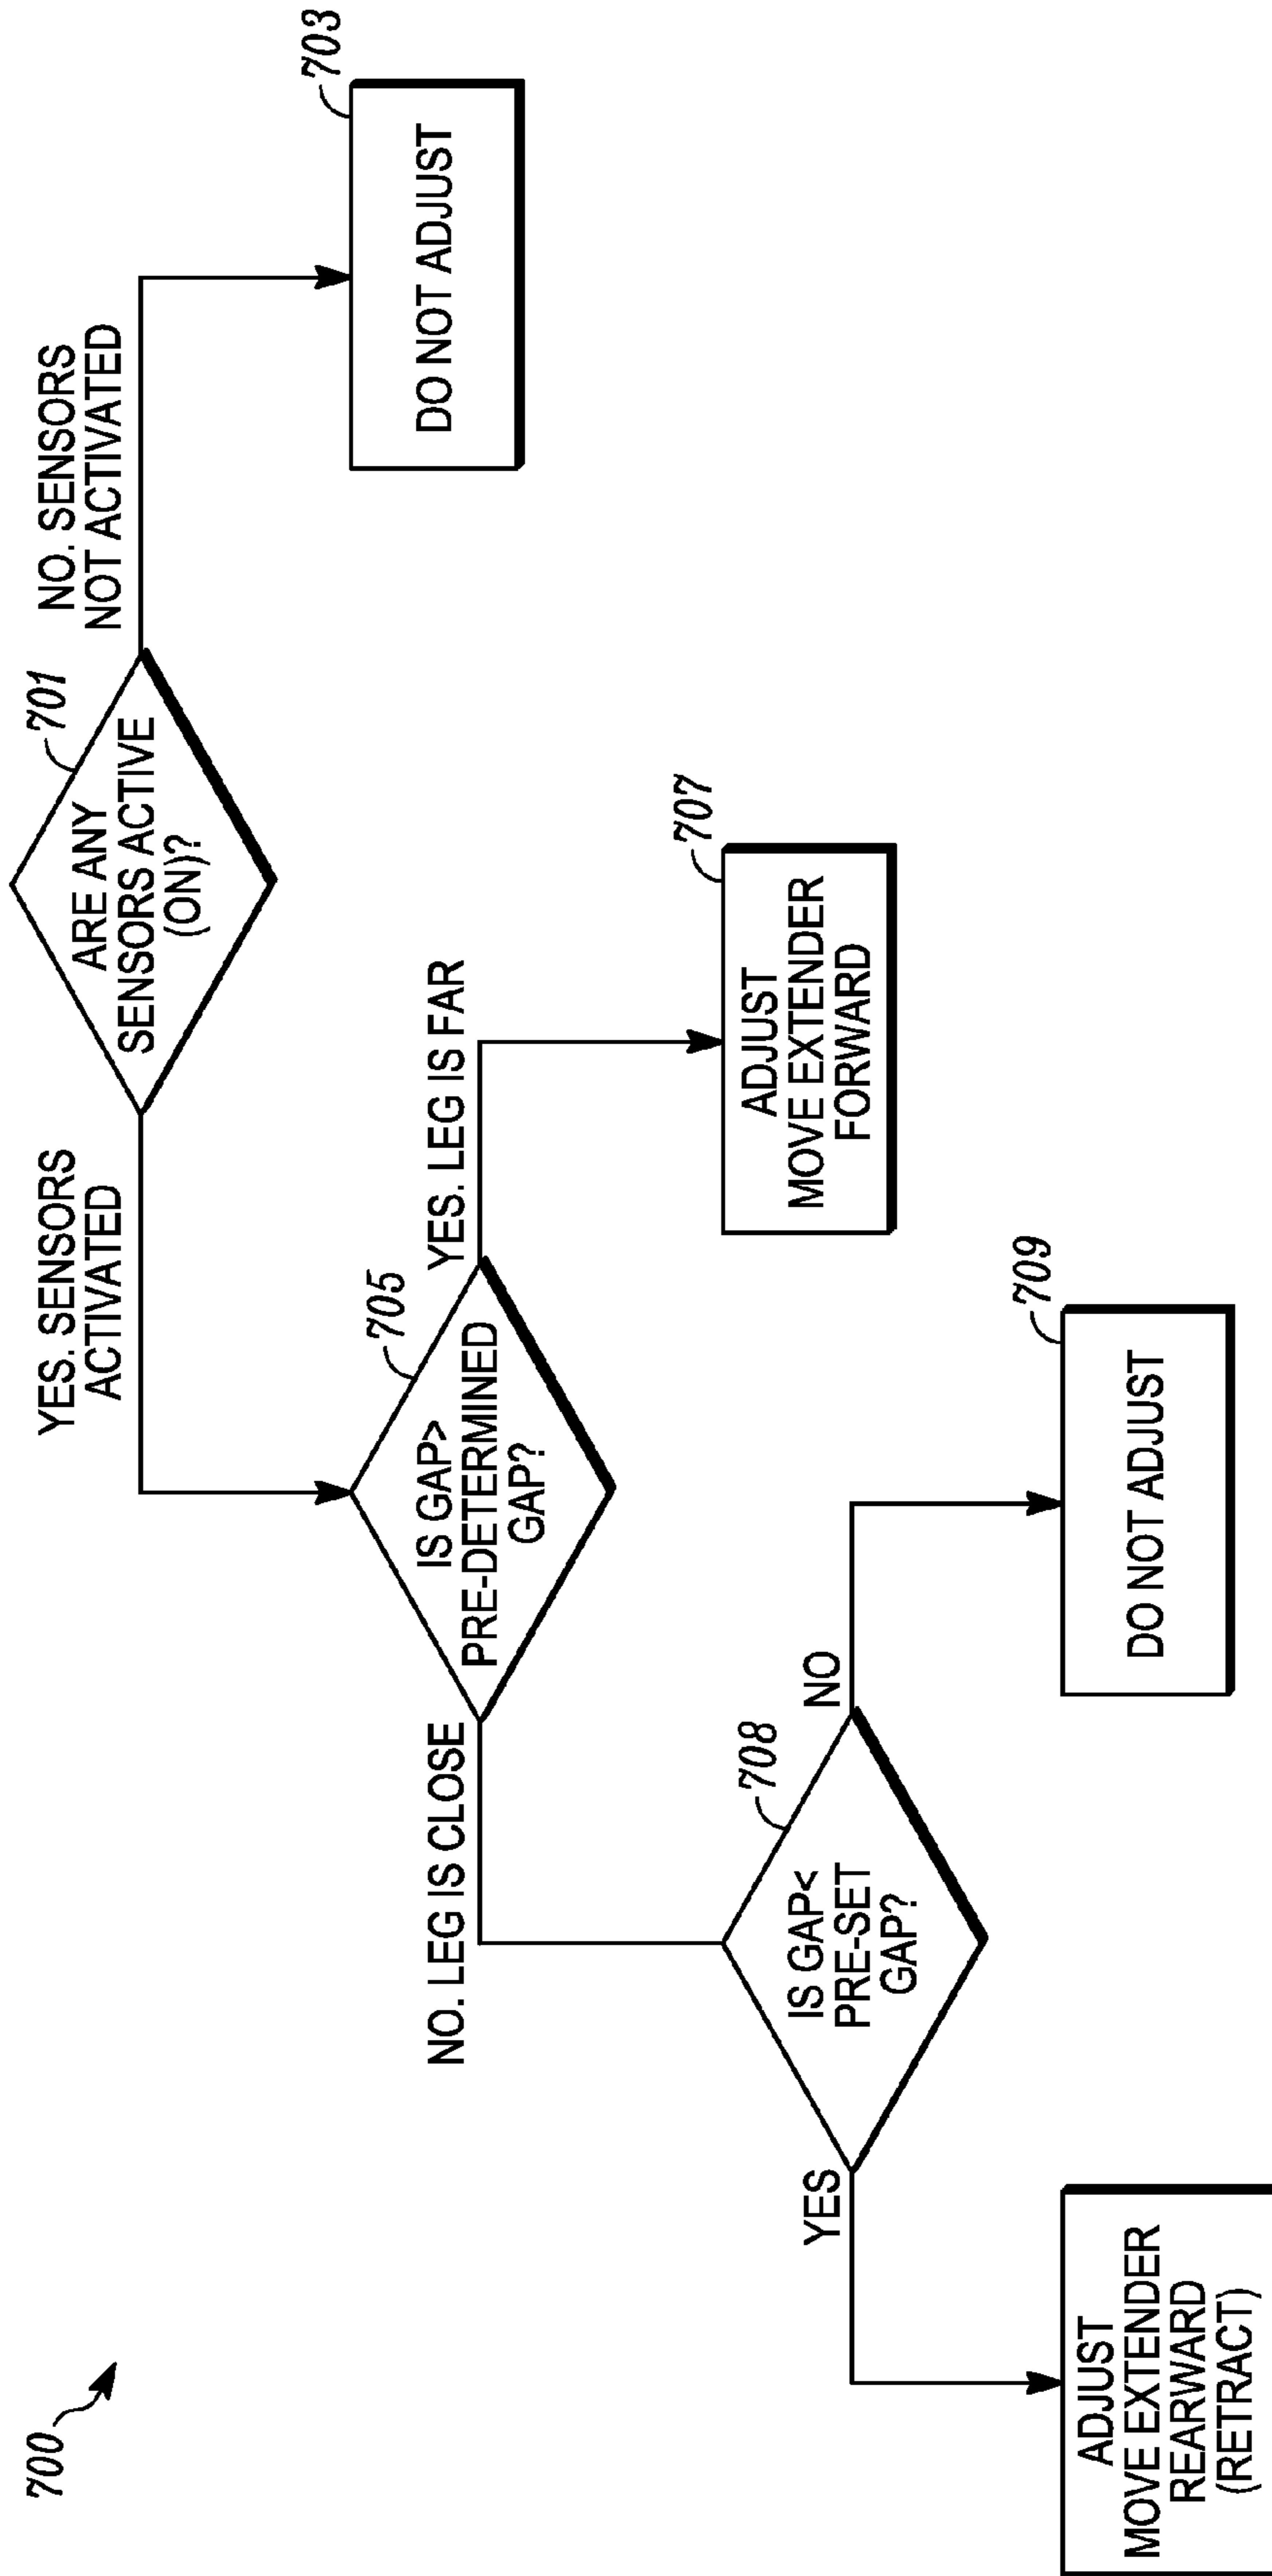 700
701
ARE ANY
SENSORS ACTIVE
(ON)?
YES. SENSORS
ACTIVATED
NO. SENSORS
NOT ACTIVATED
703
DO NOT ADJUST
705
IS GAP>
PRE-DETERMINED
GAP?
NO. LEG IS CLOSE
YES. LEG IS FAR
707
ADJUST
MOVE EXTENDER
FORWARD
708
IS GAP<
PRE-SET
GAP?
YES
NO
709
DO NOT ADJUST
ADJUST
MOVE EXTENDER
REARWARD
(RETRACT)